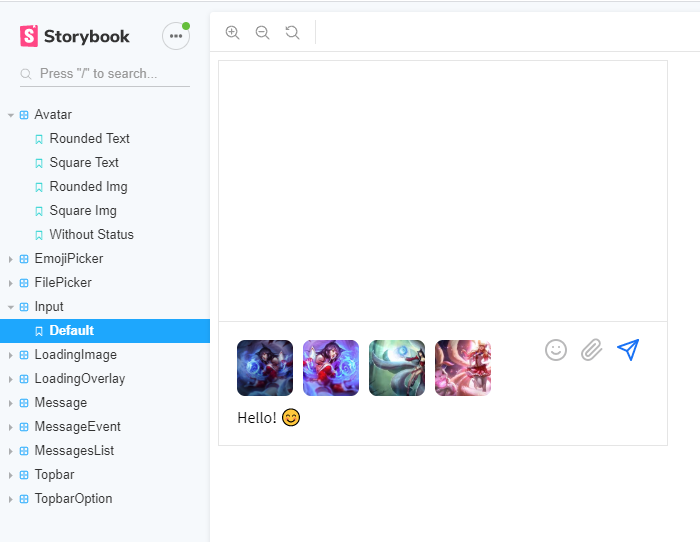 Storybook
Press "/" to search...
Avatar
Rounded Text
Square Text
Rounded Img
Square Img
Without Status
EmojiPicker
FilePicker
Input
Default
LoadingImage
LoadingOverlay
Message
MessageEvent
MessagesList
Topbar
TopbarOption
Hello! 😊